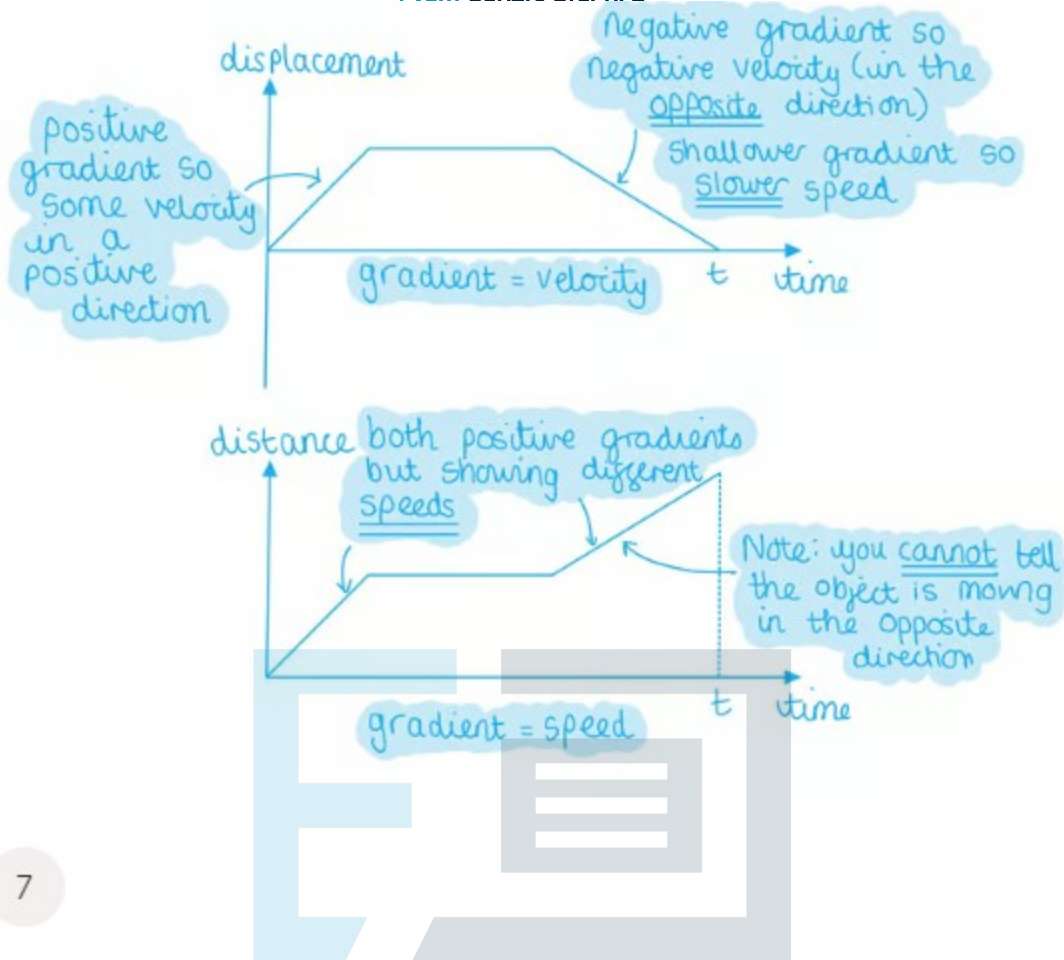 negative gradient so
negative velocity (in the
opposite direction)
shallower gradient so
slower speed
displacement
positive
gradient so
some velocity
in a
positive
direction
gradient = velocity
t time
distance
both positive gradients
but showing different
speeds
Note: you cannot tell
the object is moving
in the opposite
direction
t time
gradient = speed
7